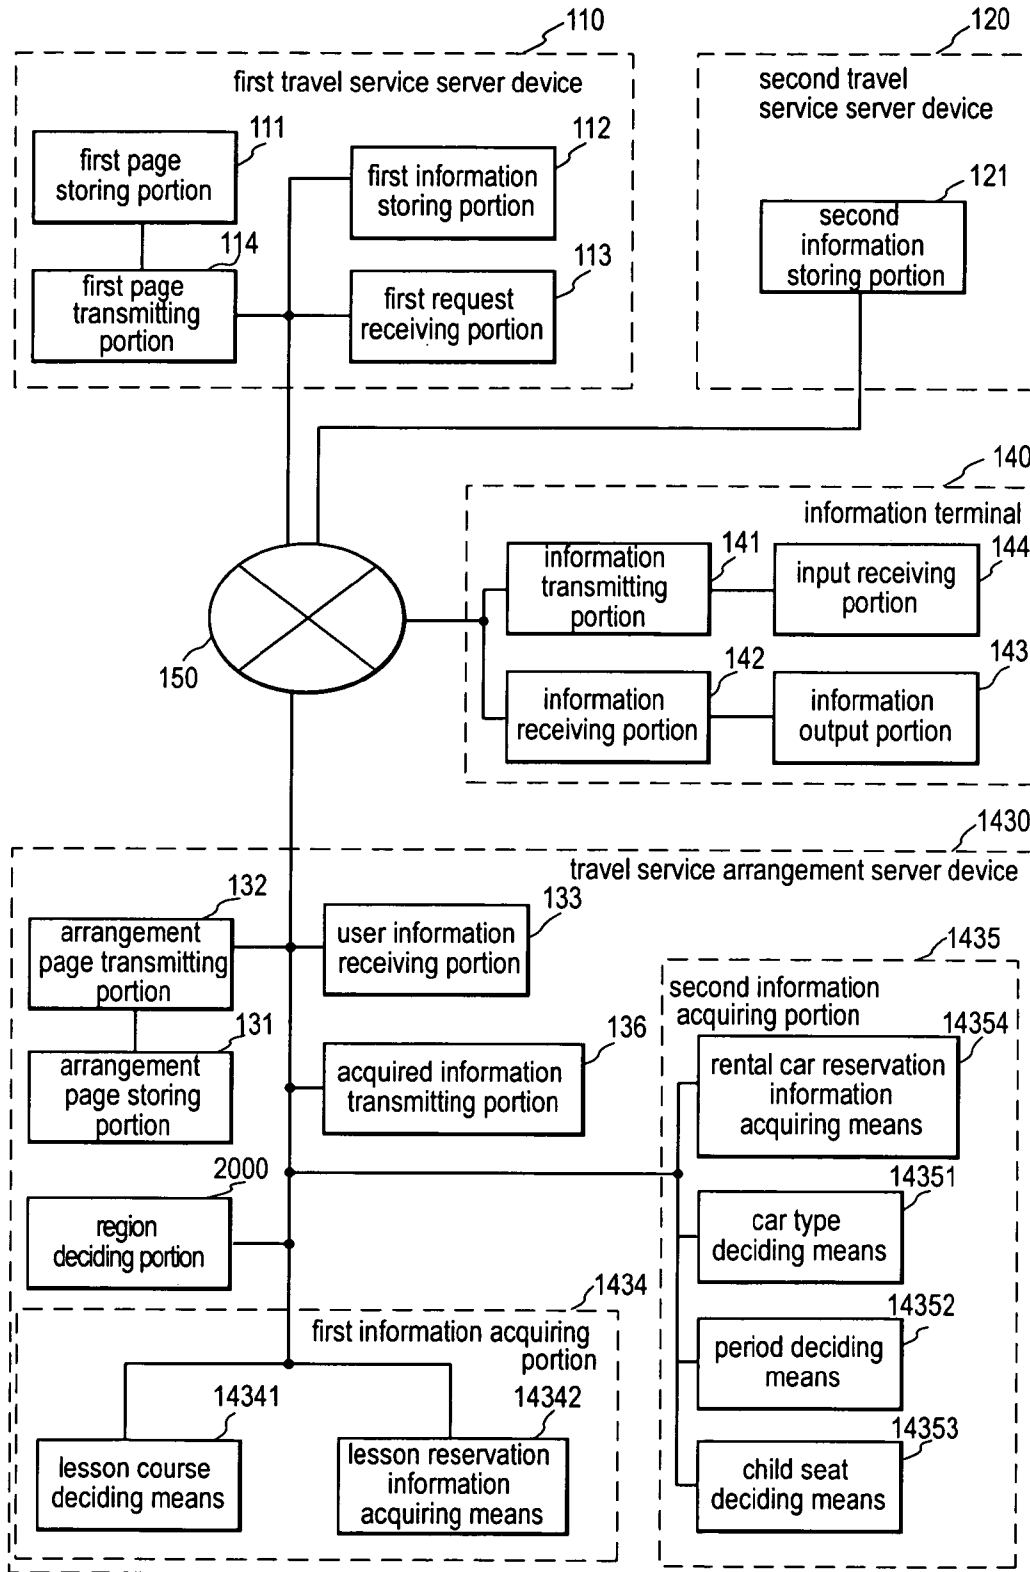 110
first travel service server device
111
first page
storing portion
112
first information
storing portion
114
first page
transmitting
portion
113
first request
receiving portion
120
second travel
service server device
121
second
information
storing portion
140
information terminal
141
information
transmitting
portion
144
input receiving
portion
142
information
receiving portion
143
information
output portion
150
1430
travel service arrangement server device
132
arrangement
page transmitting
portion
133
user information
receiving portion
131
arrangement
page storing
portion
136
acquired information
transmitting portion
2000
region
deciding portion
1435
second information
acquiring portion
14354
rental car reservation
information
acquiring means
14351
car type
deciding means
14352
period deciding
means
14353
child seat
deciding means
1434
first information acquiring
portion
14341
lesson course
deciding means
14342
lesson reservation
information
acquiring means